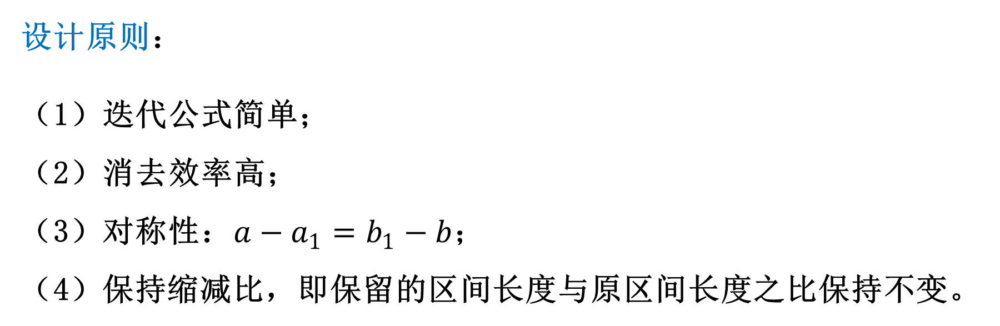 设计原则：
（1）迭代公式简单；
（2）消去效率高；
（3）对称性：a − a₁ = b₁ − b；
（4）保持缩减比，即保留的区间长度与原区间长度之比保持不变。